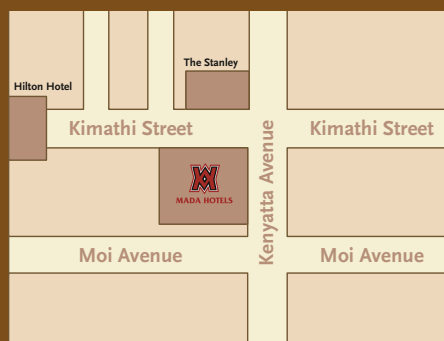 The Stanley
Hilton Hotel
Kimathi Street
Kimathi Street
Kenyatta Avenue
MADA HOTELS
Moi Avenue
Moi Avenue